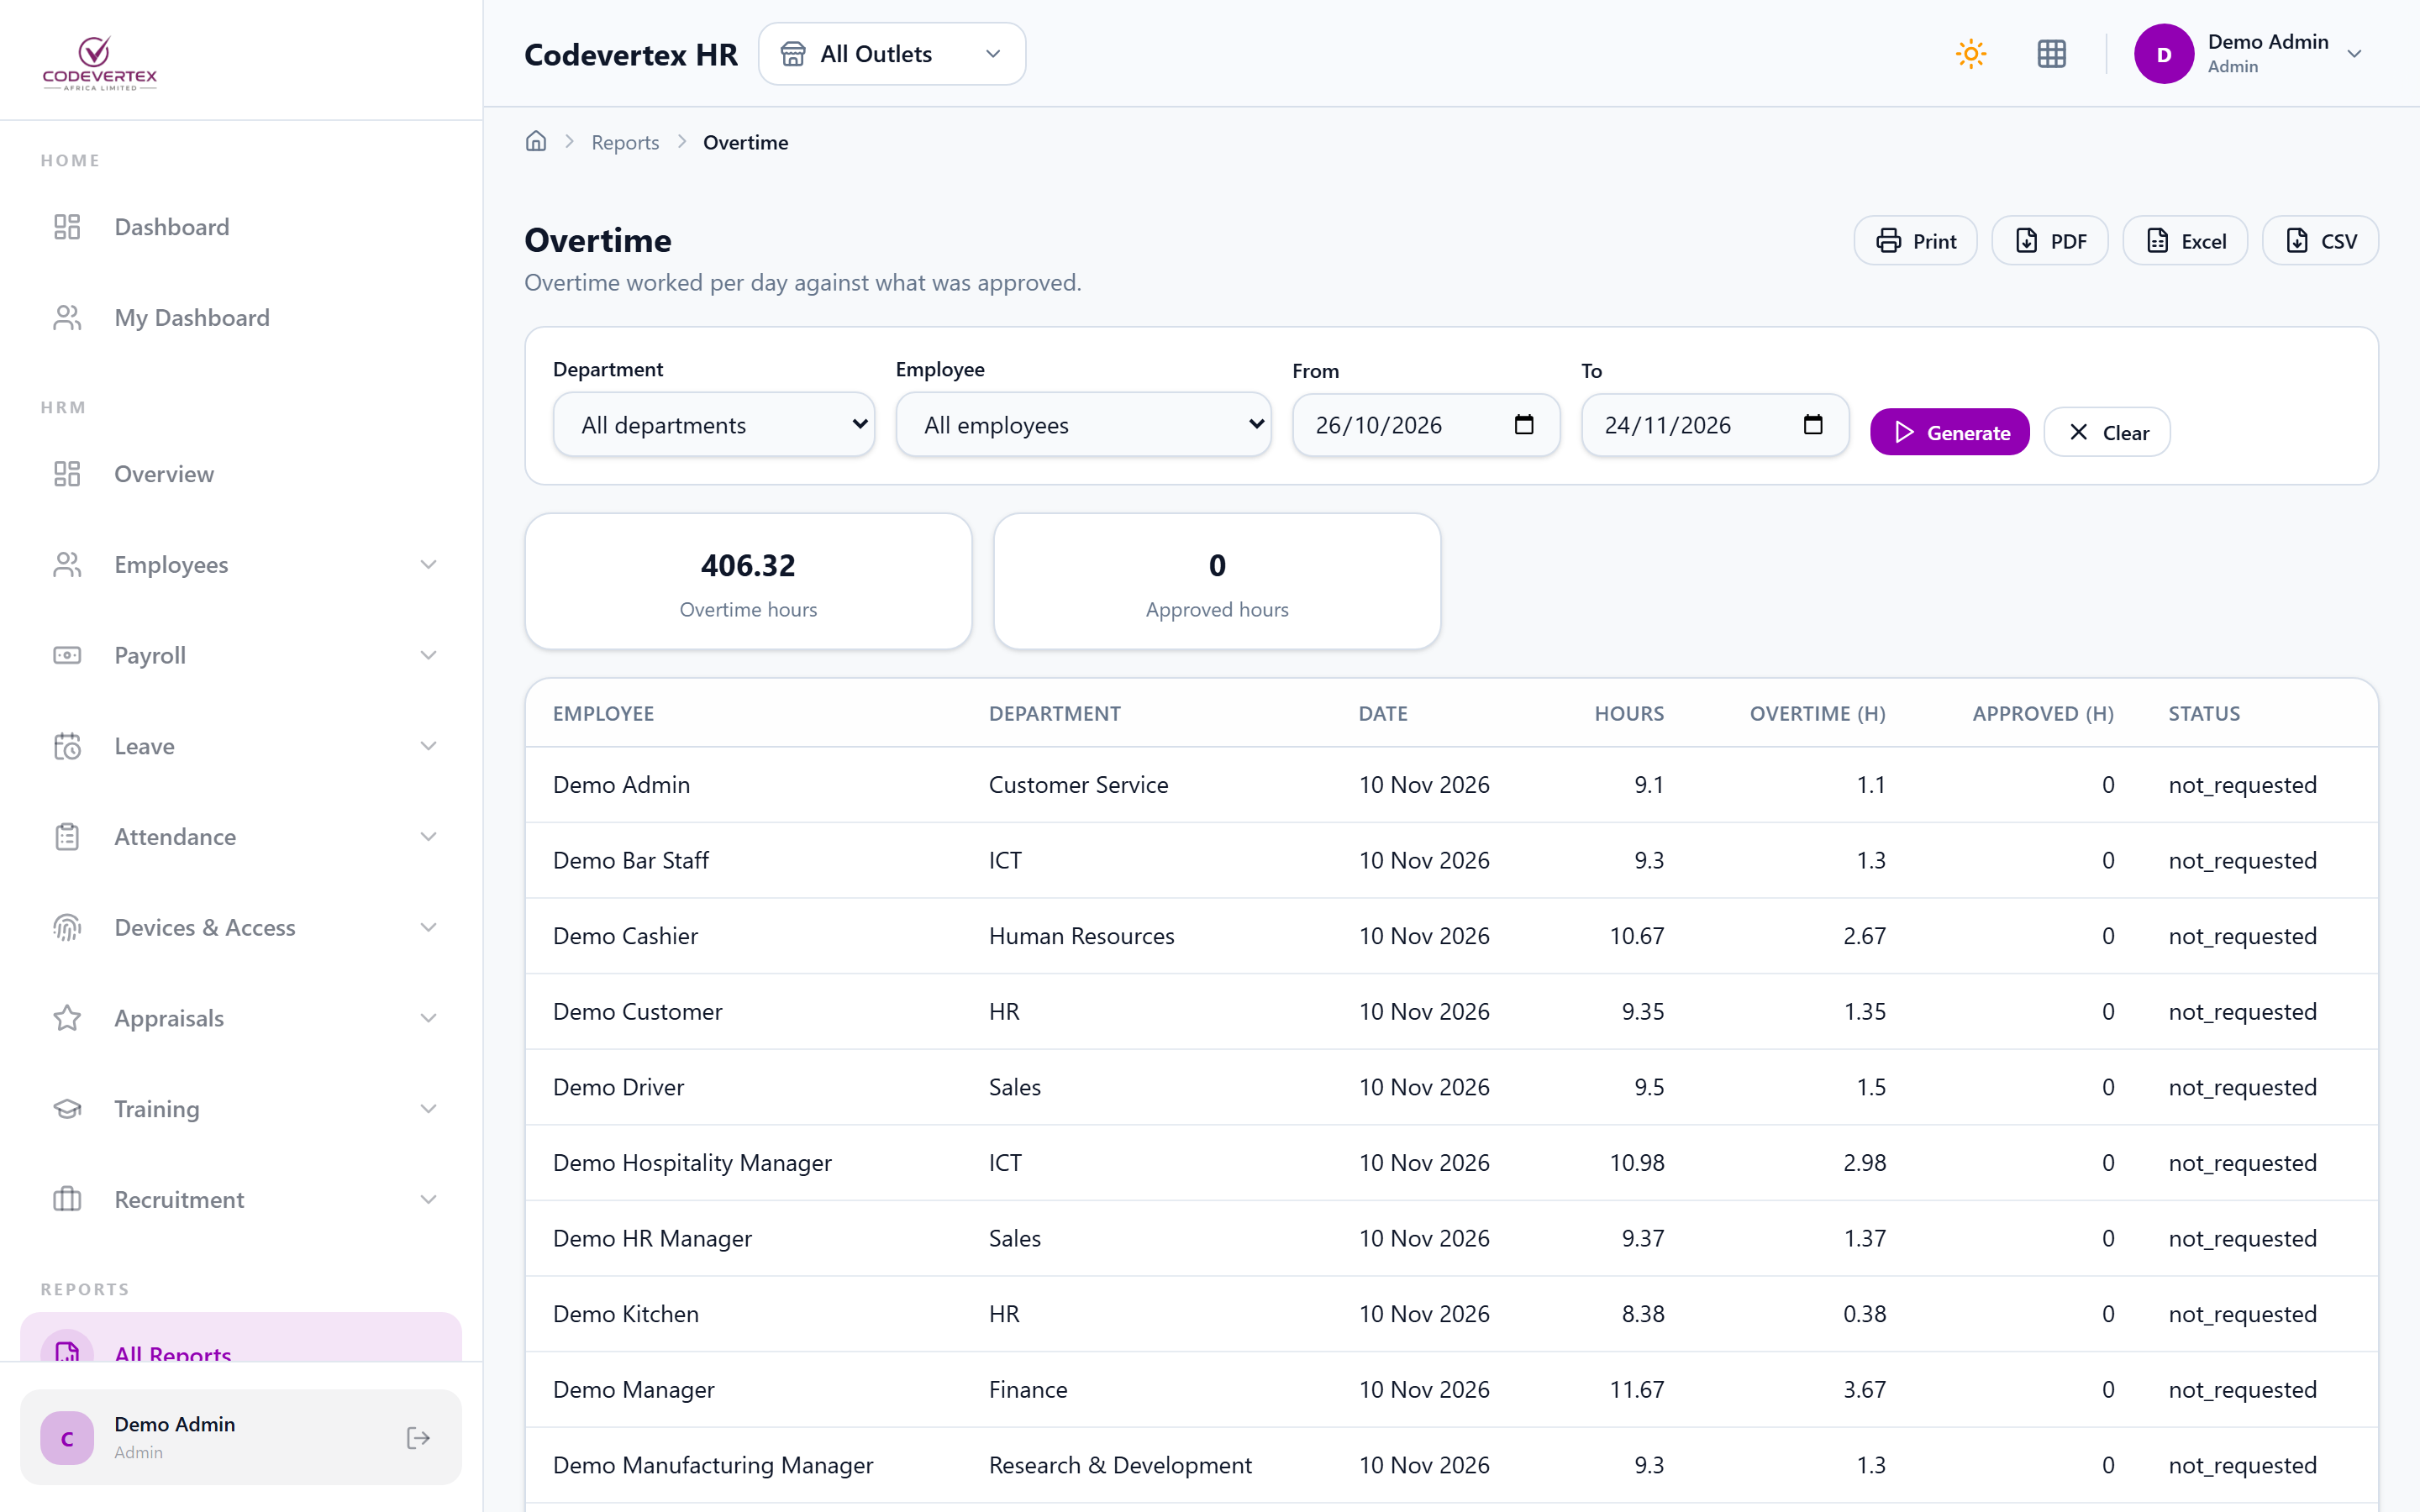 CODEVERTEX
AFRICA LIMITED
HOME
Dashboard
My Dashboard
HRM
Overview
Employees
Payroll
Leave
Attendance
Devices & Access
Appraisals
Training
Recruitment
REPORTS
All Reports
C
Demo Admin
Admin
Codevertex HR
All Outlets
D
Demo Admin
Admin
Reports
Overtime
Overtime
Overtime worked per day against what was approved.
Print
PDF
Excel
CSV
Department
All departments
Employee
All employees
From
26/10/2026
To
24/11/2026
Generate
Clear
406.32
Overtime hours
0
Approved hours
EMPLOYEE DEPARTMENT DATE HOURS OVERTIME (H) APPROVED (H) STATUS
Demo Admin Customer Service 10 Nov 2026 9.1 1.1 0 not_requested
Demo Bar Staff ICT 10 Nov 2026 9.3 1.3 0 not_requested
Demo Cashier Human Resources 10 Nov 2026 10.67 2.67 0 not_requested
Demo Customer HR 10 Nov 2026 9.35 1.35 0 not_requested
Demo Driver Sales 10 Nov 2026 9.5 1.5 0 not_requested
Demo Hospitality Manager ICT 10 Nov 2026 10.98 2.98 0 not_requested
Demo HR Manager Sales 10 Nov 2026 9.37 1.37 0 not_requested
Demo Kitchen HR 10 Nov 2026 8.38 0.38 0 not_requested
Demo Manager Finance 10 Nov 2026 11.67 3.67 0 not_requested
Demo Manufacturing Manager Research & Development 10 Nov 2026 9.3 1.3 0 not_requested